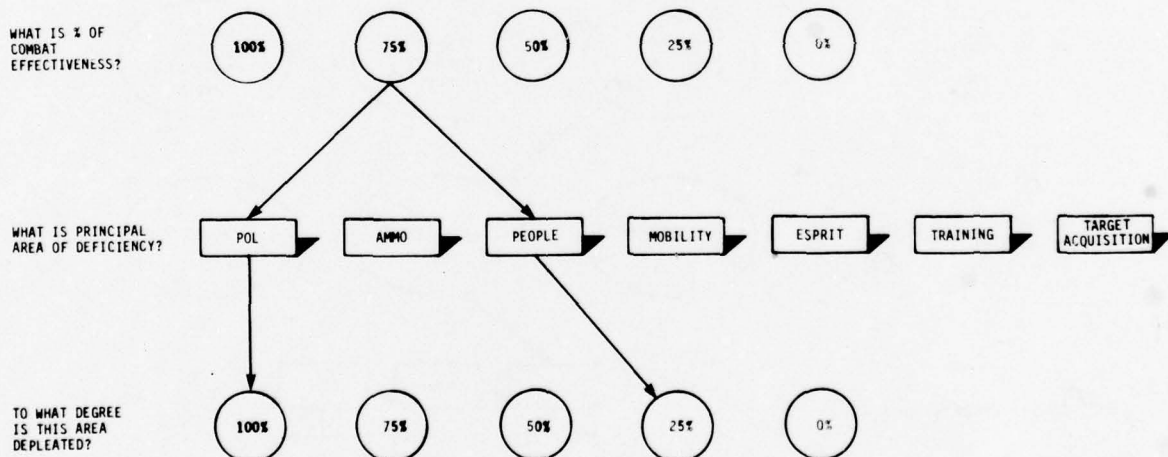 WHAT IS % OF
COMBAT
EFFECTIVENESS?
100%
75%
50%
25%
0%
WHAT IS PRINCIPAL
AREA OF DEFICIENCY?
POL
AMMO
PEOPLE
MOBILITY
ESPRIT
TRAINING
TARGET
ACQUISITION
TO WHAT DEGREE
IS THIS AREA
DEPLEATED?
100%
75%
50%
25%
0%